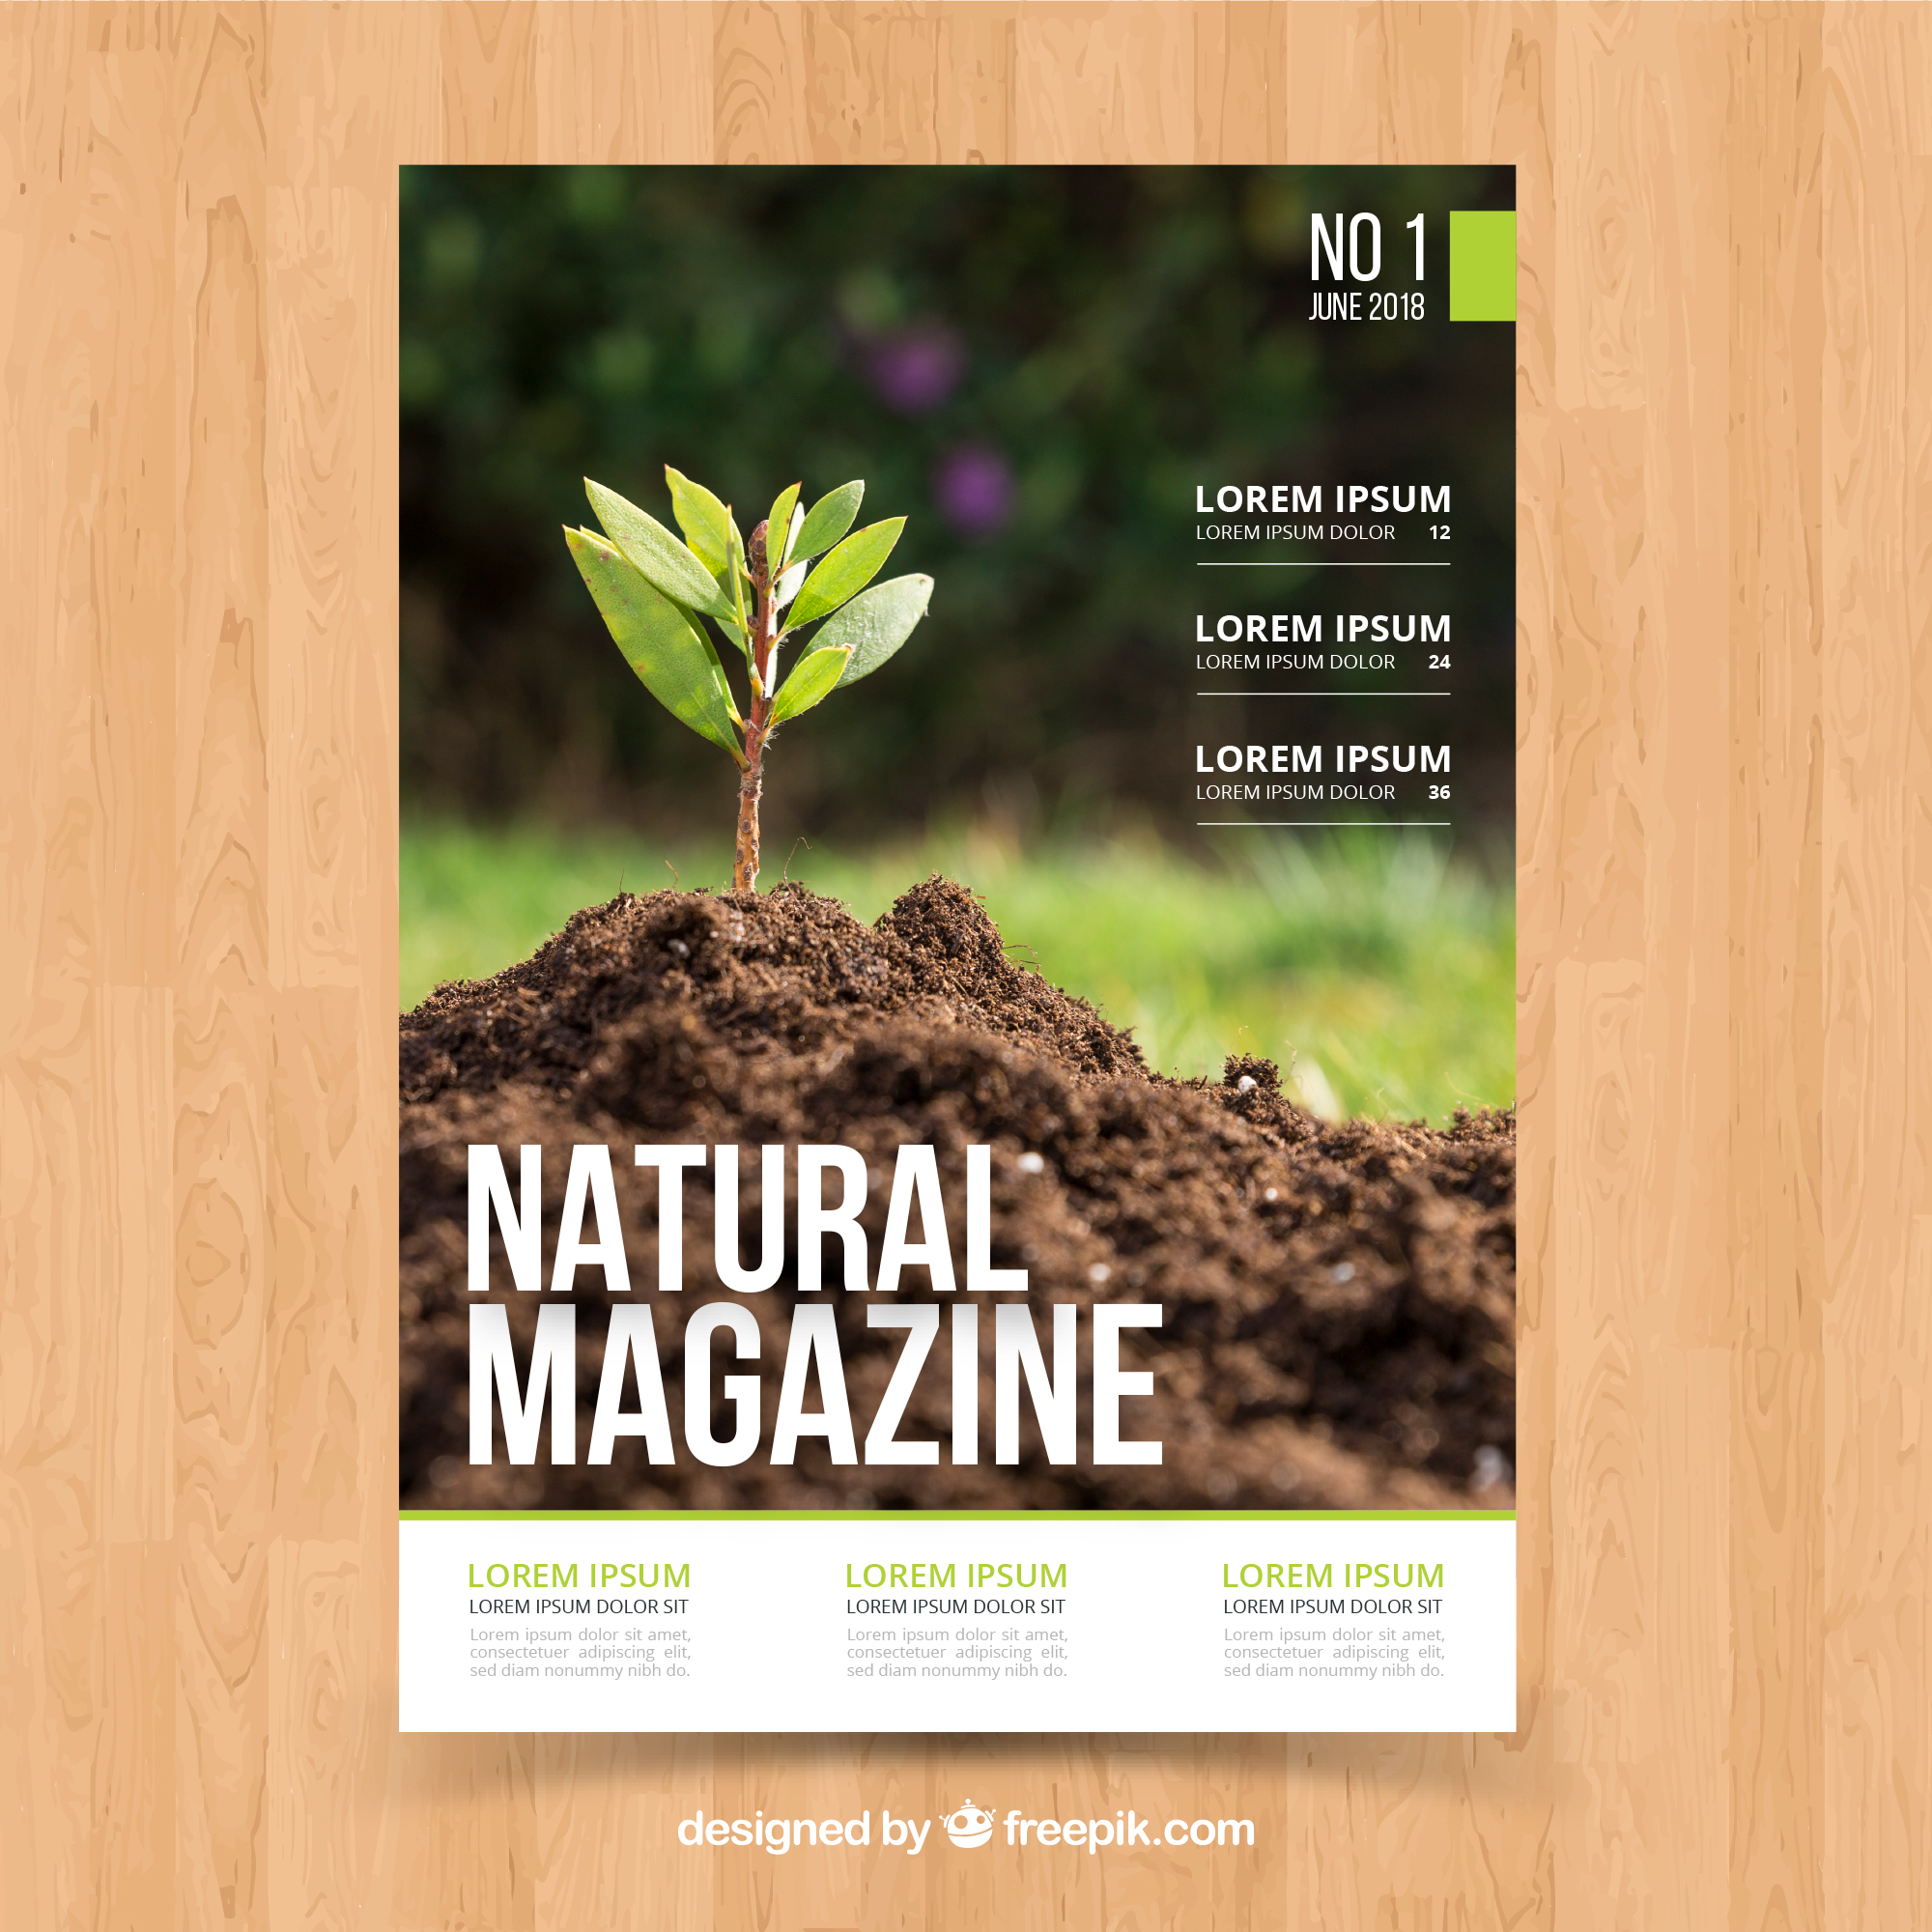 NO 1
JUNE 2018
LOREM IPSUM
LOREM IPSUM DOLOR 12
LOREM IPSUM
LOREM IPSUM DOLOR 24
LOREM IPSUM
LOREM IPSUM DOLOR 36
NATURAL
MAGAZINE
LOREM IPSUM
LOREM IPSUM DOLOR SIT
Lorem ipsum dolor sit amet,
consectetuer adipiscing elit,
sed diam nonummy nibh do.
LOREM IPSUM
LOREM IPSUM DOLOR SIT
Lorem ipsum dolor sit amet,
consectetuer adipiscing elit,
sed diam nonummy nibh do.
LOREM IPSUM
LOREM IPSUM DOLOR SIT
Lorem ipsum dolor sit amet,
consectetuer adipiscing elit,
sed diam nonummy nibh do.
designed by freepik.com